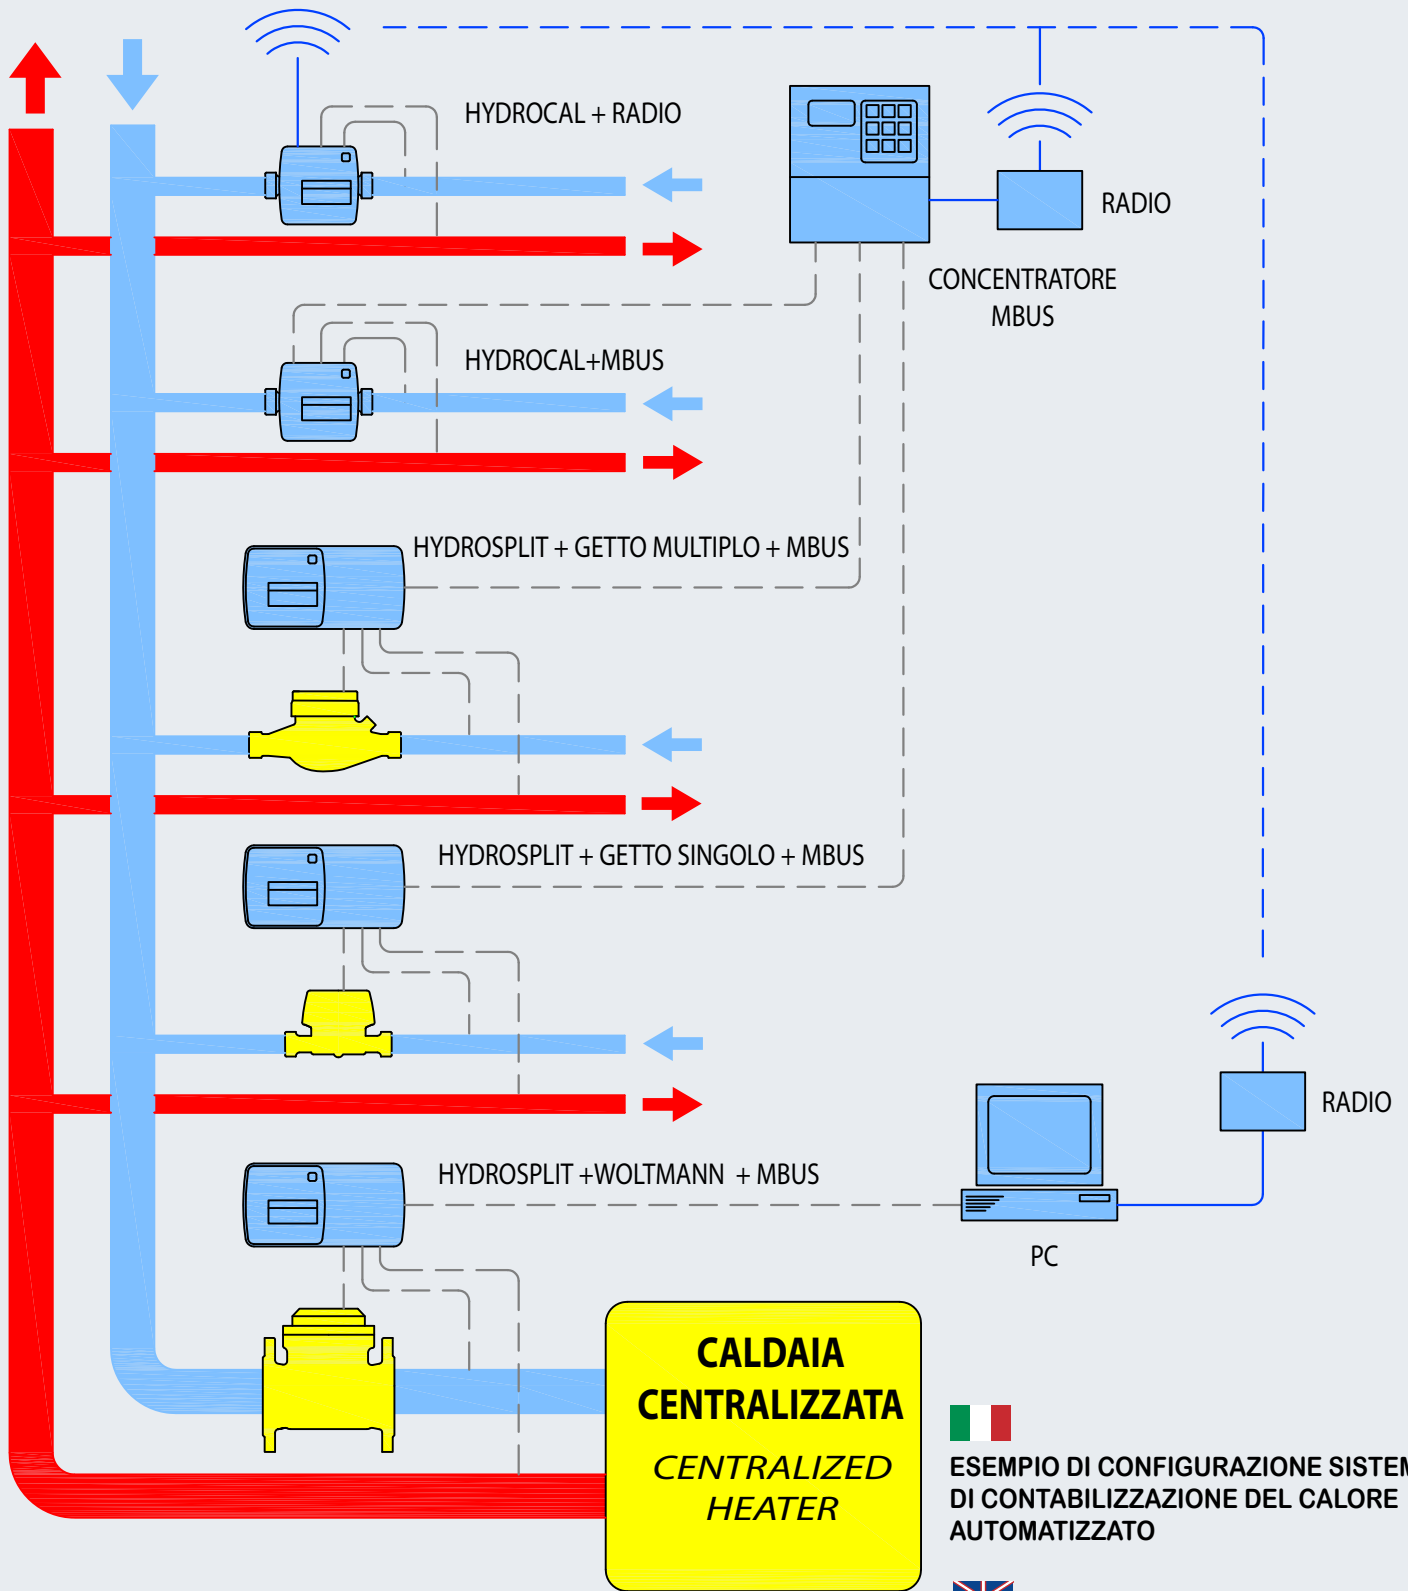 HYDROCAL + RADIO
RADIO
CONCENTRATORE
MBUS
HYDROCAL+MBUS
HYDROSPLIT + GETTO MULTIPLO + MBUS
HYDROSPLIT + GETTO SINGOLO + MBUS
RADIO
HYDROSPLIT +WOLTMANN + MBUS
PC
CALDAIA
CENTRALIZZATA
CENTRALIZED
HEATER
ESEMPIO DI CONFIGURAZIONE SISTEM
DI CONTABILIZZAZIONE DEL CALORE
AUTOMATIZZATO